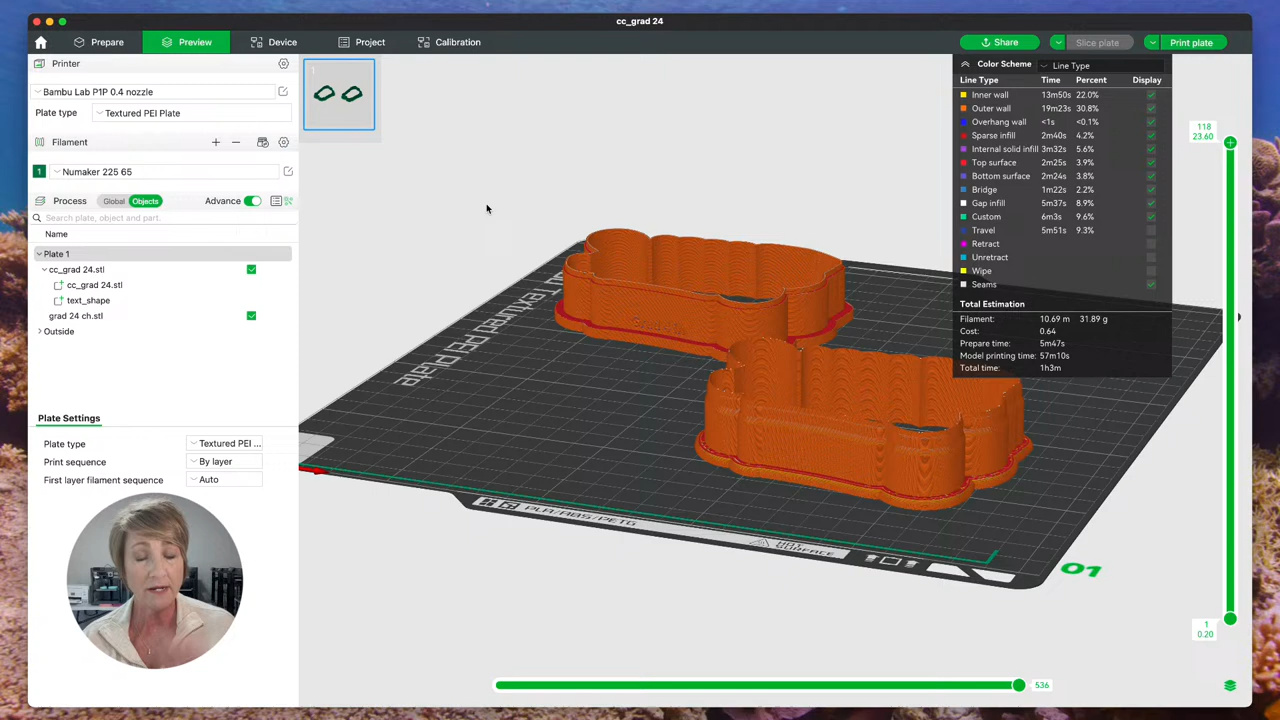 cc_grad 24
Prepare
Preview
Device
Project
Calibration
Share
Slice plate
Print plate
Printer
Bambu Lab P1P 0.4 nozzle
Plate type
Textured PEI Plate
Filament
1
Numaker 225 65
Process
Global
Objects
Advance
Search plate, object and part.
Name
Plate 1
cc_grad 24.stl
cc_grad 24.stl
text_shape
grad 24 ch.stl
Outside
Plate Settings
Plate type
Textured PEI ...
Print sequence
By layer
First layer filament sequence
Auto
1
Color Scheme
Line Type
Line Type Time Percent Display
Inner wall 13m50s 22.0%
Outer wall 19m23s 30.8%
Overhang wall <1s <0.1%
Sparse infill 2m40s 4.2%
Internal solid infill 3m32s 5.6%
Top surface 2m25s 3.9%
Bottom surface 2m24s 3.8%
Bridge 1m22s 2.2%
Gap infill 5m37s 8.9%
Custom 6m3s 9.6%
Travel 5m51s 9.3%
Retract
Unretract
Wipe
Seams
Total Estimation
Filament: 10.69 m 31.89 g
Cost: 0.64
Prepare time: 5m47s
Model printing time: 57m10s
Total time: 1h3m
118
23.60
1
0.20
536
Textured PEI Plate
PLA/ABS/PETG
HOT
SURFACE
01